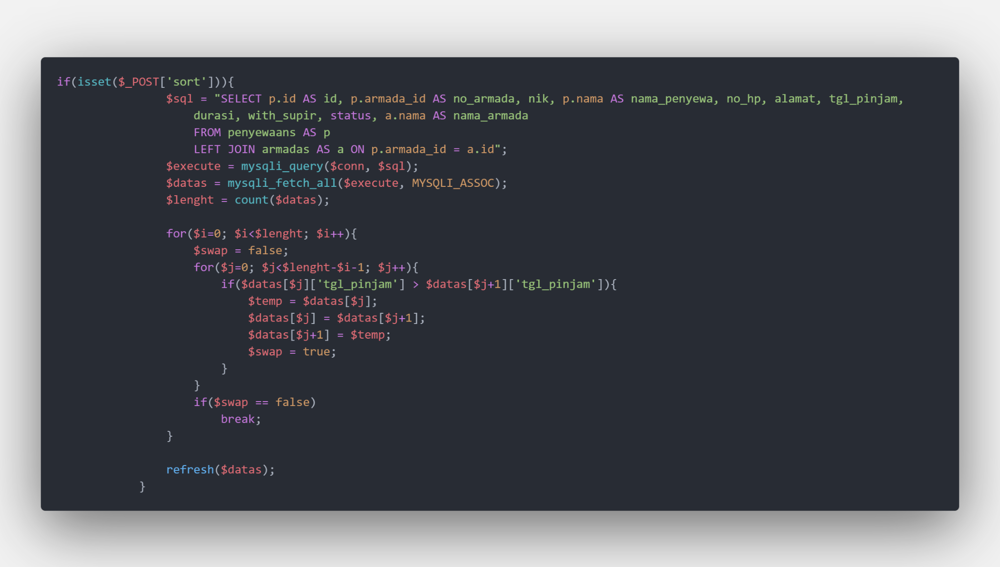 if(isset($_POST['sort'])){
                $sql = "SELECT p.id AS id, p.armada_id AS no_armada, nik, p.nama AS nama_penyewa, no_hp, alamat, tgl_pinjam,
                    durasi, with_supir, status, a.nama AS nama_armada
                    FROM penyewaans AS p
                    LEFT JOIN armadas AS a ON p.armada_id = a.id";
                $execute = mysqli_query($conn, $sql);
                $datas = mysqli_fetch_all($execute, MYSQLI_ASSOC);
                $lenght = count($datas);

                for($i=0; $i<$lenght; $i++){
                    $swap = false;
                    for($j=0; $j<$lenght-$i-1; $j++){
                        if($datas[$j]['tgl_pinjam'] > $datas[$j+1]['tgl_pinjam']){
                            $temp = $datas[$j];
                            $datas[$j] = $datas[$j+1];
                            $datas[$j+1] = $temp;
                            $swap = true;
                        }
                    }
                    if($swap == false)
                        break;
                }

                refresh($datas);
            }